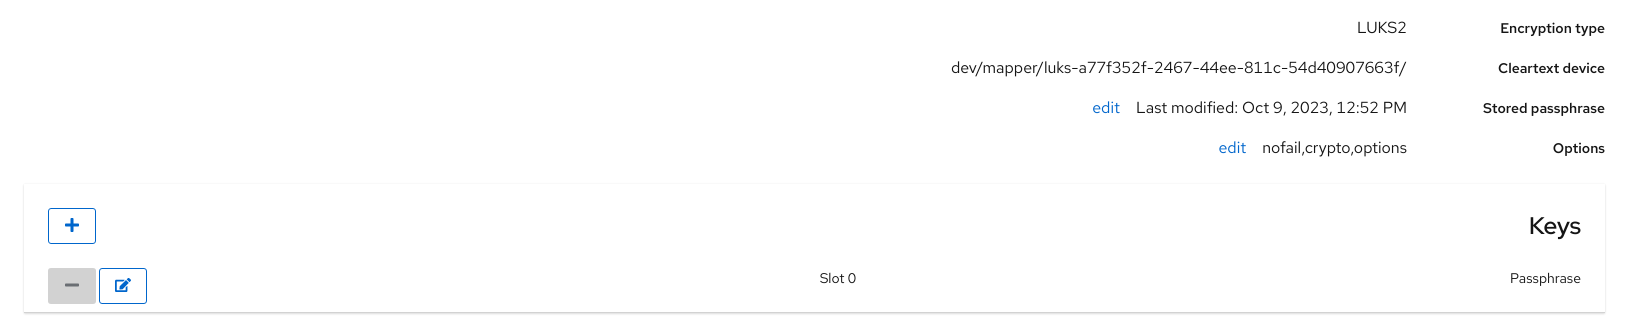 Encryption type LUKS2
Cleartext device dev/mapper/luks-a77f352f-2467-44ee-811c-54d40907663f/
Stored passphrase Last modified: Oct 9, 2023, 12:52 PM edit
Options nofail,crypto,options edit
Keys
Passphrase Slot 0